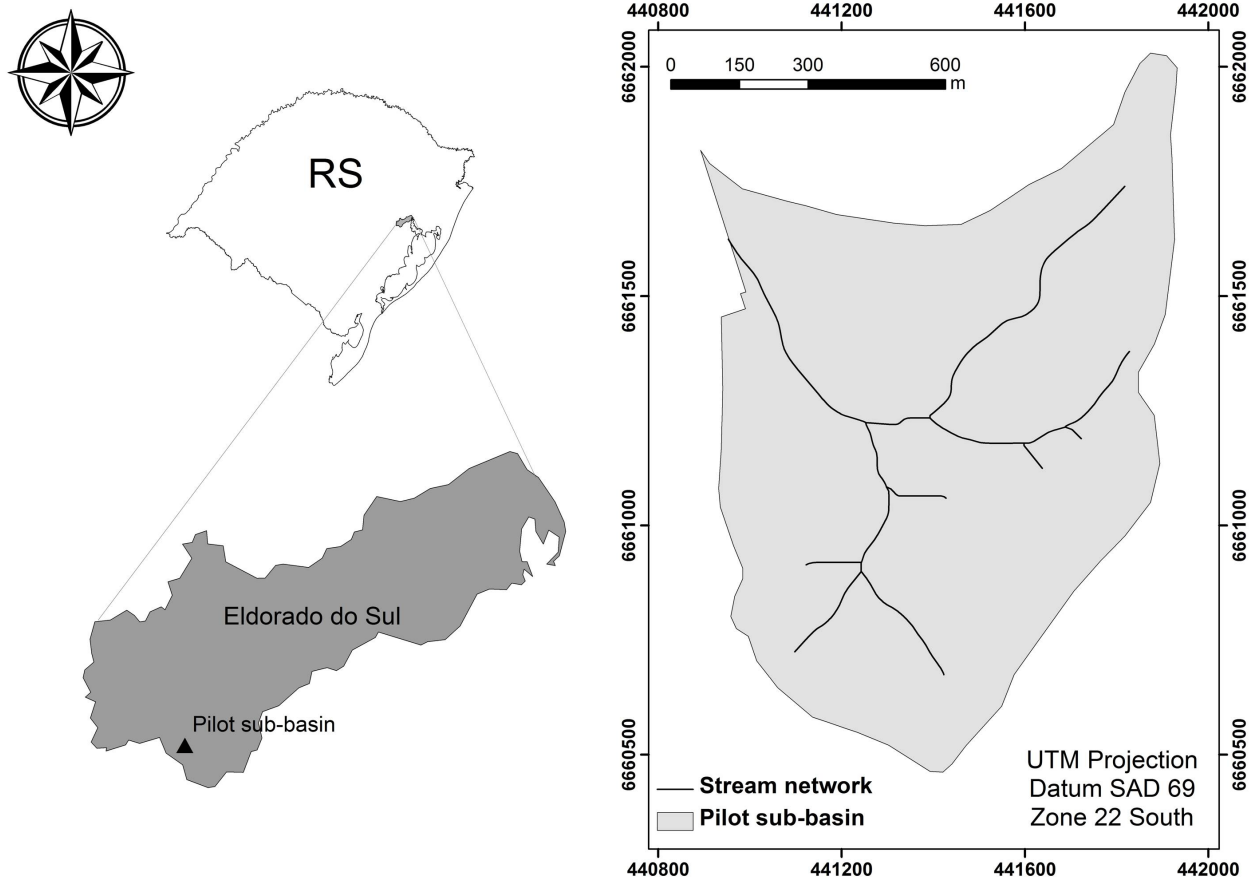 RS
Eldorado do Sul
Pilot sub-basin
440800 441200 441600 442000
6662000
6661500
6661000
6660500
0 150 300 600
m
6662000
6661500
6661000
6660500
Stream network
Pilot sub-basin
UTM Projection
Datum SAD 69
Zone 22 South
440800 441200 441600 442000